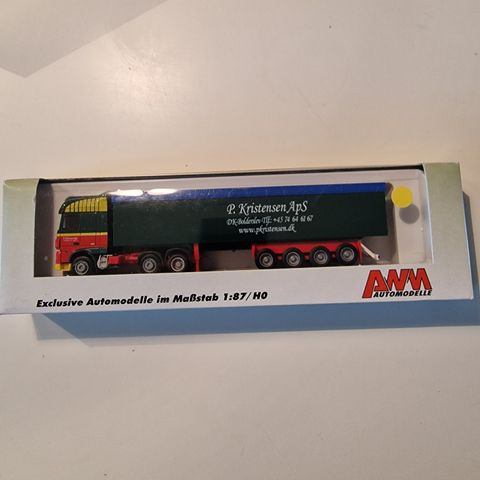 P. Kristensen ApS
DK-Bolderslev · Tlf.: +45 74 64 61 67
www.pkristensen.dk
Exclusive Automodelle im Maßstab 1:87/H0
AWM
AUTOMODELLE